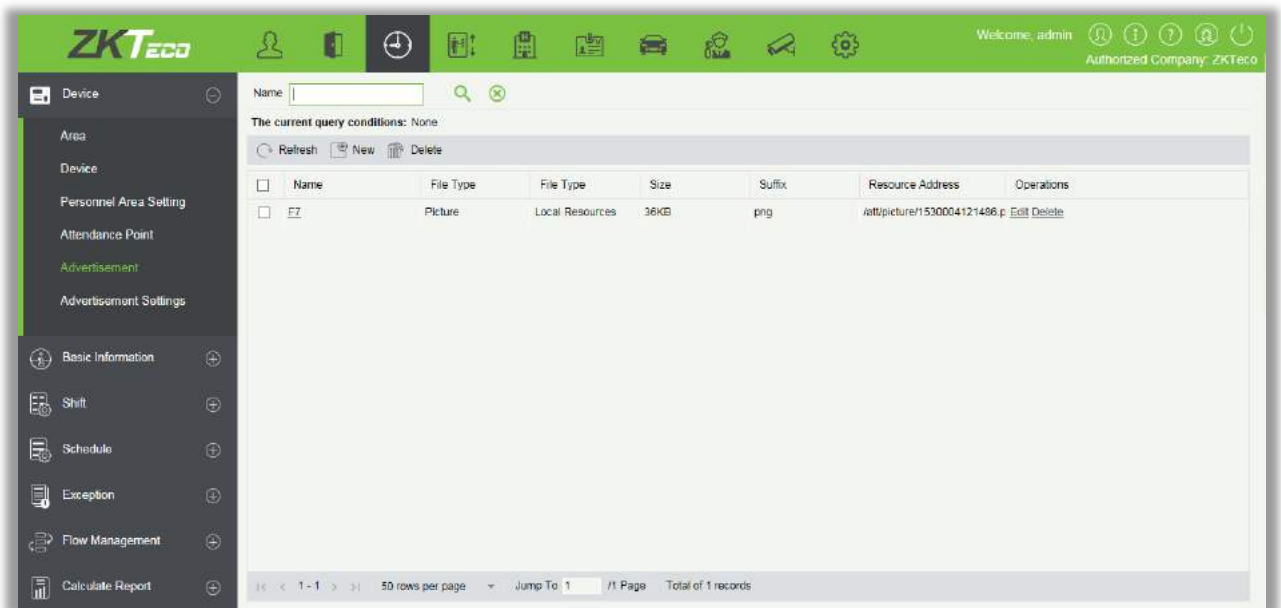 ZKTeco
Welcome, admin
Authorized Company: ZKTeco
Device
Area
Device
Personnel Area Setting
Attendance Point
Advertisement
Advertisement Settings
Basic Information
Shift
Schedule
Exception
Flow Management
Calculate Report
Name
The current query conditions: None
Refresh New Delete
Name File Type File Type Size Suffix Resource Address Operations
F7 Picture Local Resources 36KB png /att/picture/1530004121486.p Edit Delete
1-1 50 rows per page Jump To 1 /1 Page Total of 1 records